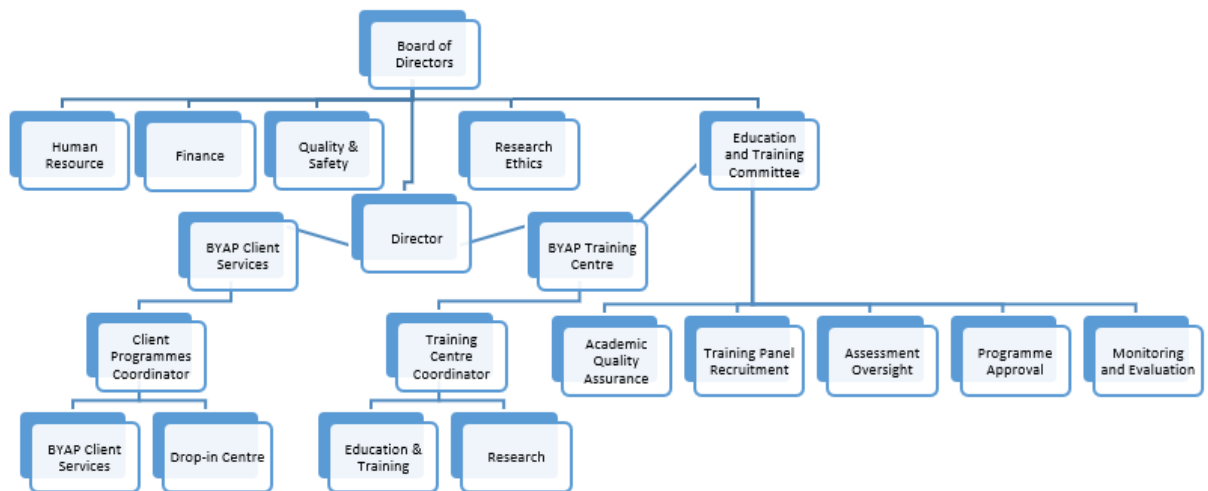 Board of
Directors
Human
Resource
Finance
Quality &
Safety
Research
Ethics
Education
and Training
Committee
BYAP Client
Services
Director
BYAP Training
Centre
Client
Programmes
Coordinator
Training
Centre
Coordinator
Academic
Quality
Assurance
Training Panel
Recruitment
Assessment
Oversight
Programme
Approval
Monitoring
and Evaluation
BYAP Client
Services
Drop-in Centre
Education &
Training
Research